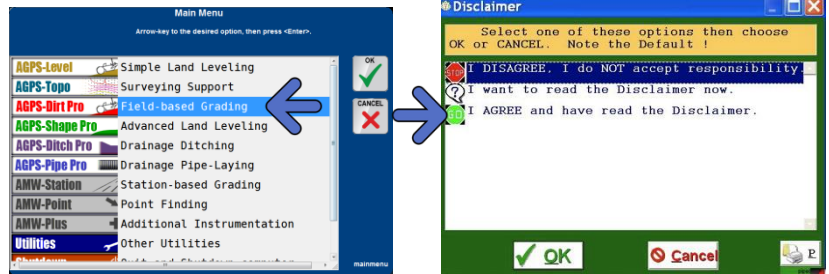 Main Menu
Arrow-key to the desired option, then press <Enter>.
AGPS-Level Simple Land Leveling
AGPS-Topo Surveying Support
AGPS-Dirt Pro Field-based Grading
AGPS-Shape Pro Advanced Land Leveling
AGPS-Ditch Pro Drainage Ditching
AGPS-Pipe Pro Drainage Pipe-Laying
AMW-Station Station-based Grading
AMW-Point Point Finding
AMW-Plus Additional Instrumentation
Utilities Other Utilities
Shutdown Quit and Shutdown computer
OK
CANCEL
mainmenu
Disclaimer
Select one of these options then choose
OK or CANCEL. Note the Default !
STOP I DISAGREE, I do NOT accept responsibility.
? I want to read the Disclaimer now.
GO I AGREE and have read the Disclaimer.
OK
Cancel
P